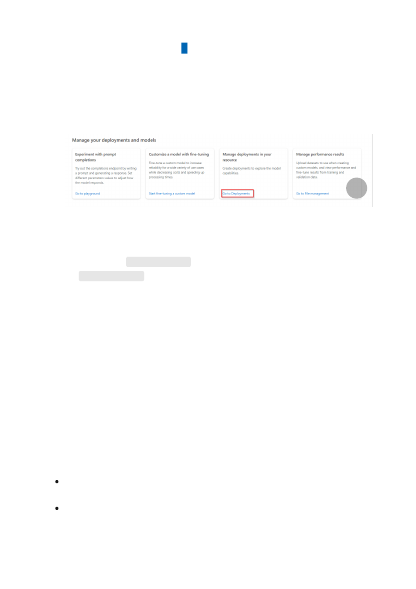 Manage your deployments and models
Experiment with prompt
completions
Try out the completions endpoint by writing
a prompt and generating a response. Set
different parameters values to adjust how
the model responds.
Go to playground
Customize a model with fine-tuning
Fine-tune a custom model to increase
reliability for a wide variety of use cases
while decreasing costs and speeding up
processing times.
Start fine-tuning a custom model
Manage deployments in your
resource
Create deployments to explore the model
capabilities.
Go to Deployments
Manage performance results
Upload datasets to use when creating
custom models, and view performance and
fine-tune results from training and
validation data.
Go to File management